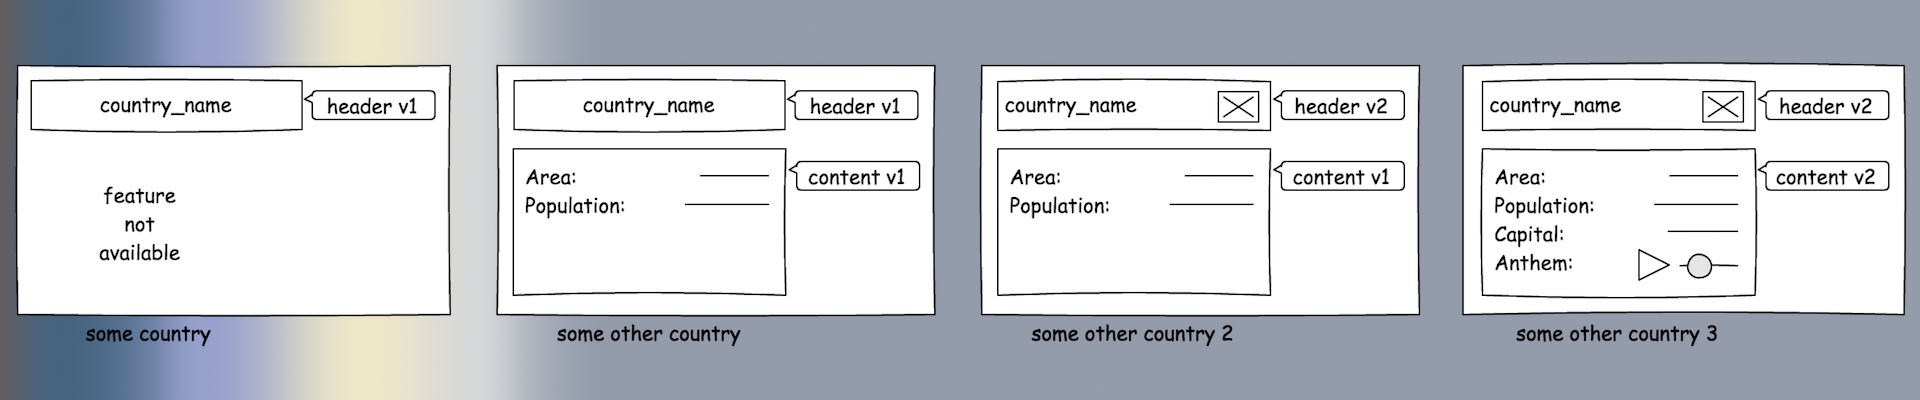 country_name
header v1
feature
not
available
some country
country_name
header v1
Area:
content v1
Population:
some other country
country_name
header v2
Area:
content v1
Population:
some other country 2
country_name
header v2
Area:
content v2
Population:
Capital:
Anthem:
some other country 3